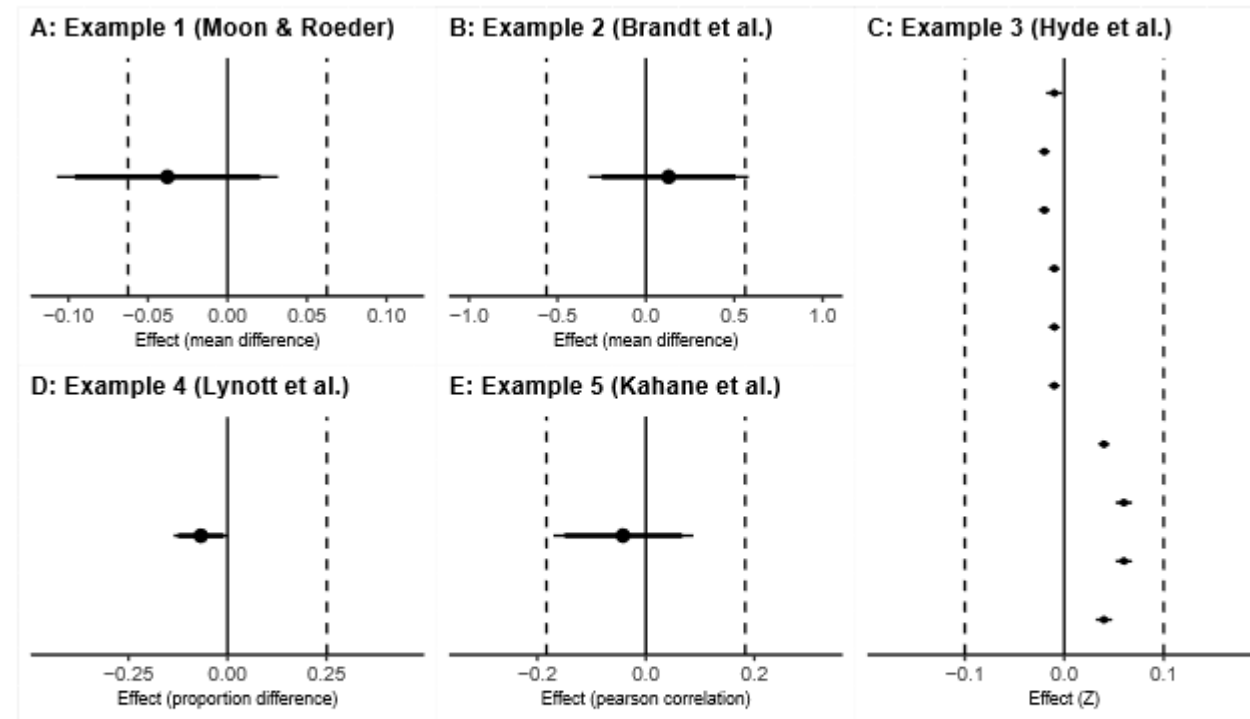 A: Example 1 (Moon & Roeder)
−0.10 −0.05 0.00 0.05 0.10
Effect (mean difference)
B: Example 2 (Brandt et al.)
−1.0 −0.5 0.0 0.5 1.0
Effect (mean difference)
C: Example 3 (Hyde et al.)
−0.1 0.0 0.1
Effect (Z)
D: Example 4 (Lynott et al.)
−0.25 0.00 0.25
Effect (proportion difference)
E: Example 5 (Kahane et al.)
−0.2 0.0 0.2
Effect (pearson correlation)